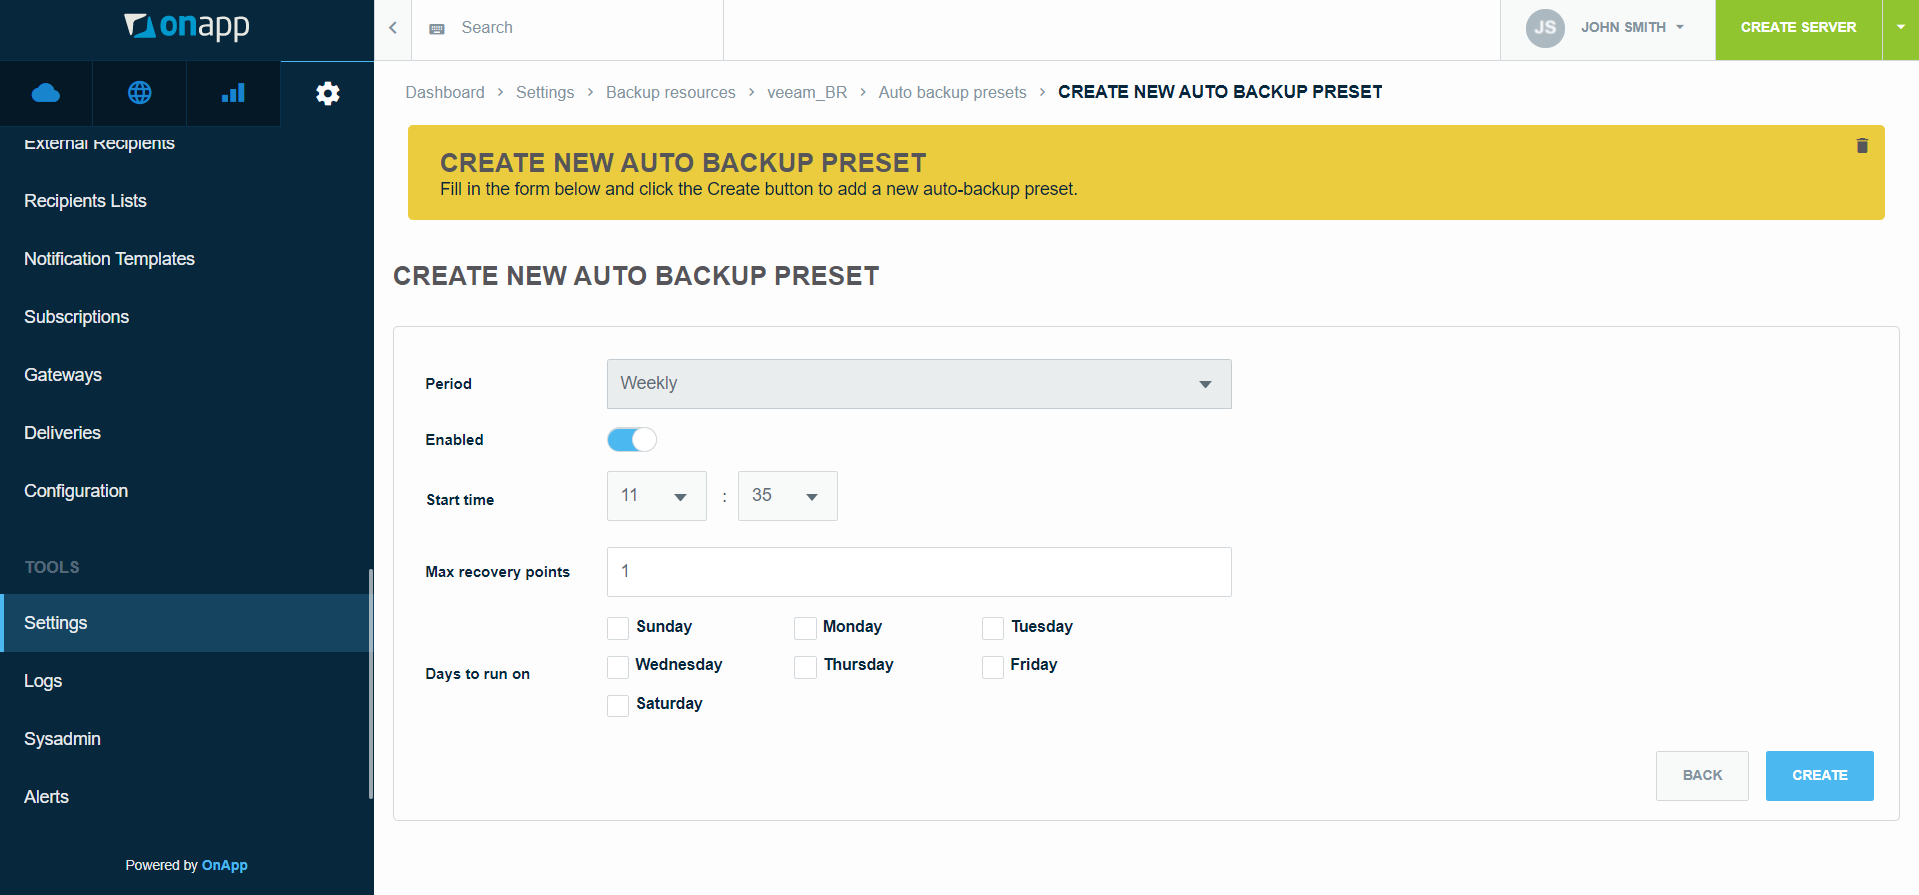 onapp
Search
JS
JOHN SMITH
CREATE SERVER
Dashboard > Settings > Backup resources > veeam_BR > Auto backup presets > CREATE NEW AUTO BACKUP PRESET
CREATE NEW AUTO BACKUP PRESET
Fill in the form below and click the Create button to add a new auto-backup preset.
External Recipients
Recipients Lists
Notification Templates
Subscriptions
Gateways
Deliveries
Configuration
TOOLS
Settings
Logs
Sysadmin
Alerts
Powered by OnApp
CREATE NEW AUTO BACKUP PRESET
Period
Weekly
Enabled
Start time
11 : 35
Max recovery points
1
Days to run on
Sunday Monday Tuesday
Wednesday Thursday Friday
Saturday
BACK
CREATE